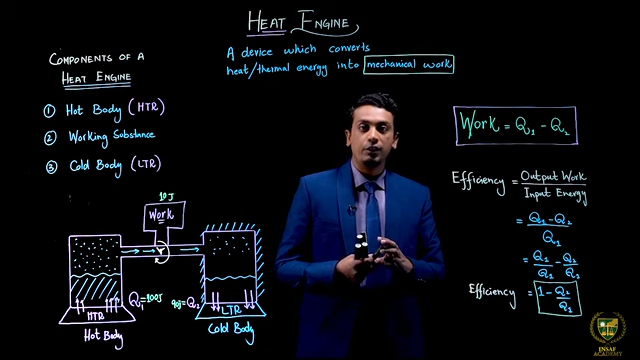 HEAT ENGINE
A device which converts
heat/thermal energy into mechanical work
COMPONENTS OF A
HEAT ENGINE
① Hot Body (HTR)
② Working Substance
③ Cold Body (LTR)
10J
Work
Q₁=100J
90J=Q₂
HTR
LTR
Hot Body
Cold Body
Work = Q₁ - Q₂
Efficiency = Output Work / Input Energy
= Q₁ - Q₂ / Q₁
= Q₁/Q₁ - Q₂/Q₁
Efficiency = 1 - Q₂/Q₁
INSAF
ACADEMY